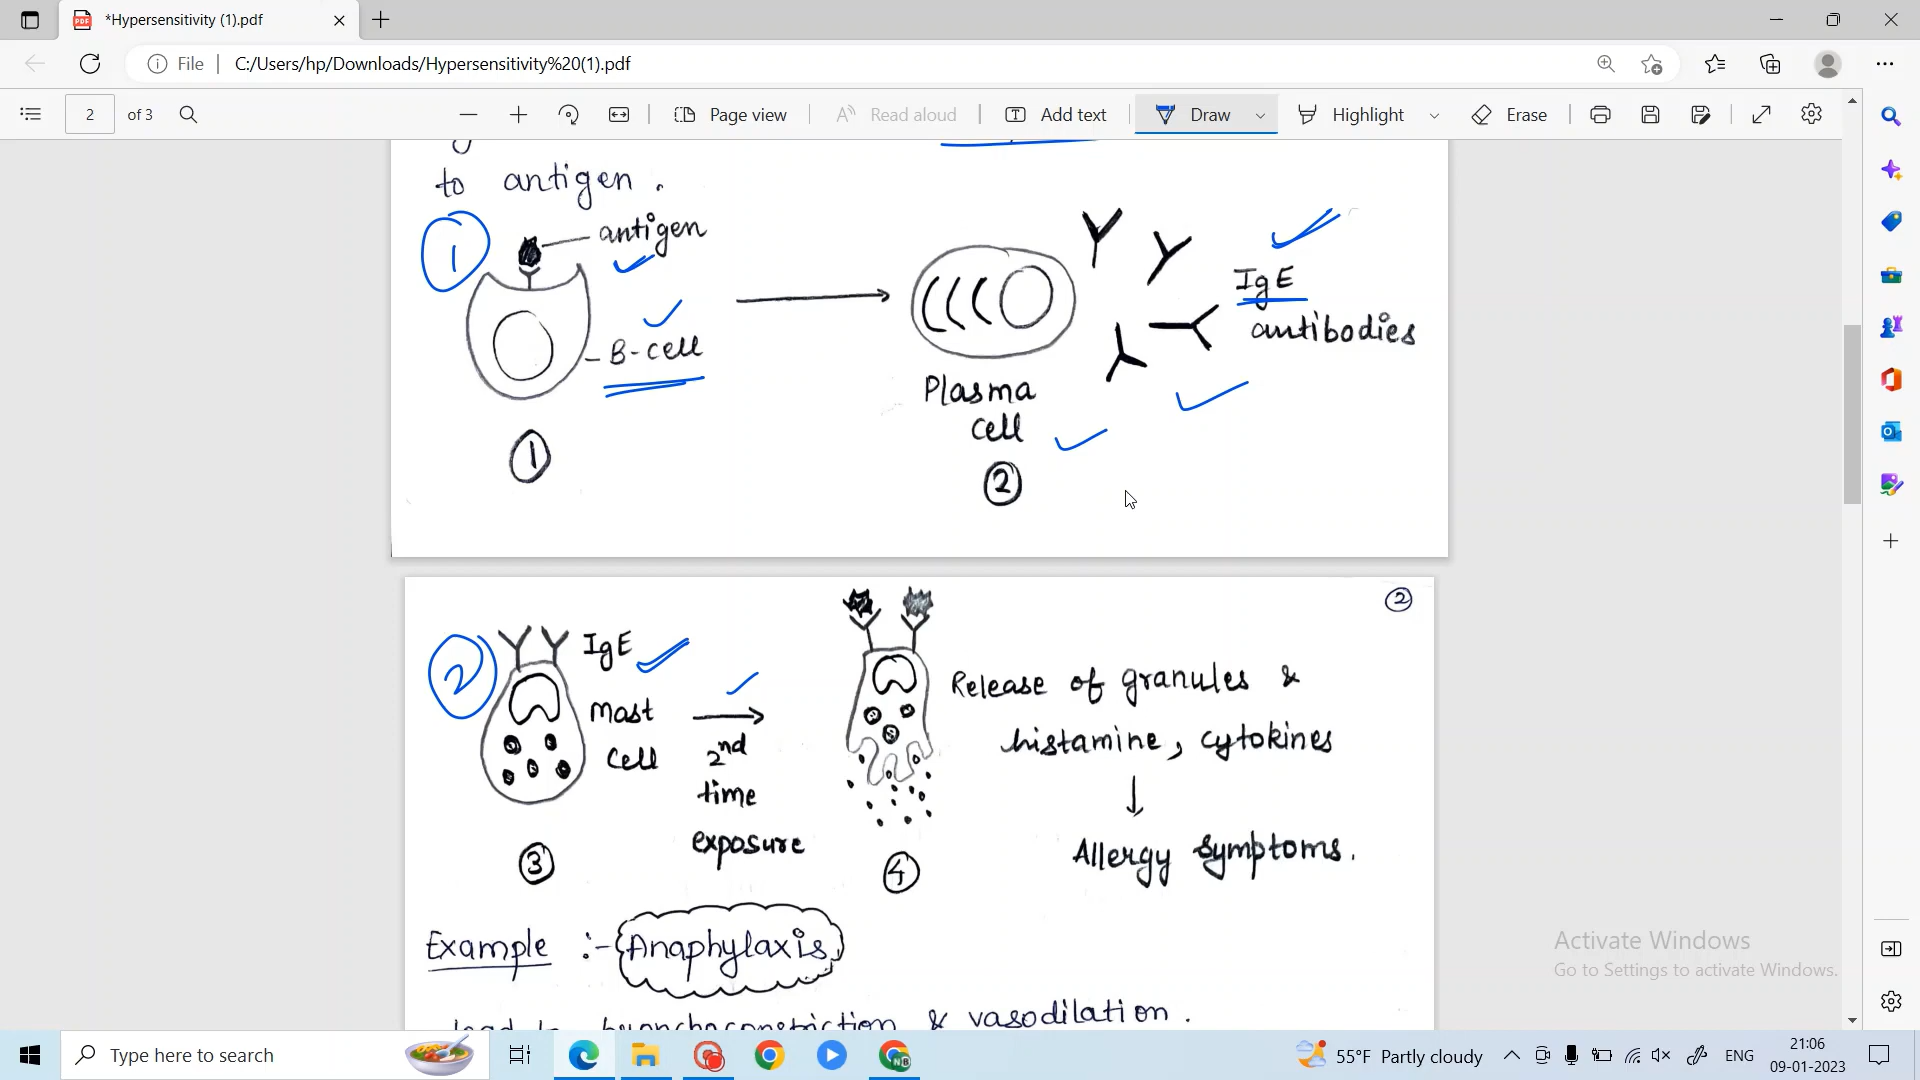 *Hypersensitivity (1).pdf
File
C:/Users/hp/Downloads/Hypersensitivity%20(1).pdf
2 of 3
Page view
Read aloud
Add text
Draw
Highlight
Erase
to antigen.
1
antigen
B-cell
1
IgE
antibodies
Plasma
cell
2
2
2
IgE
Mast
cell
2nd
time
exposure
3
4
Release of granules &
histamine, cytokines
Allergy symptoms.
Example :- Anaphylaxis
lead to bronchoconstriction & vasodilation.
Activate Windows
Go to Settings to activate Windows.
Type here to search
55°F Partly cloudy
ENG
21:06
09-01-2023